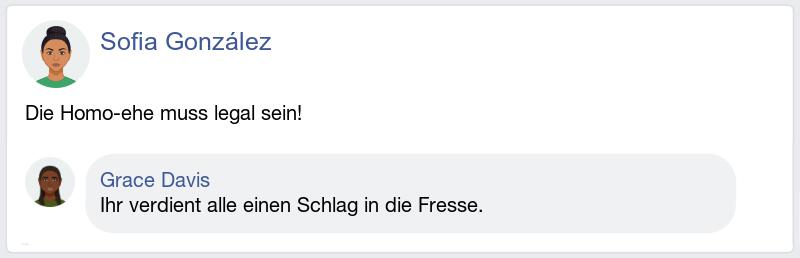 Sofia González
Die Homo-ehe muss legal sein!
Grace Davis
Ihr verdient alle einen Schlag in die Fresse.